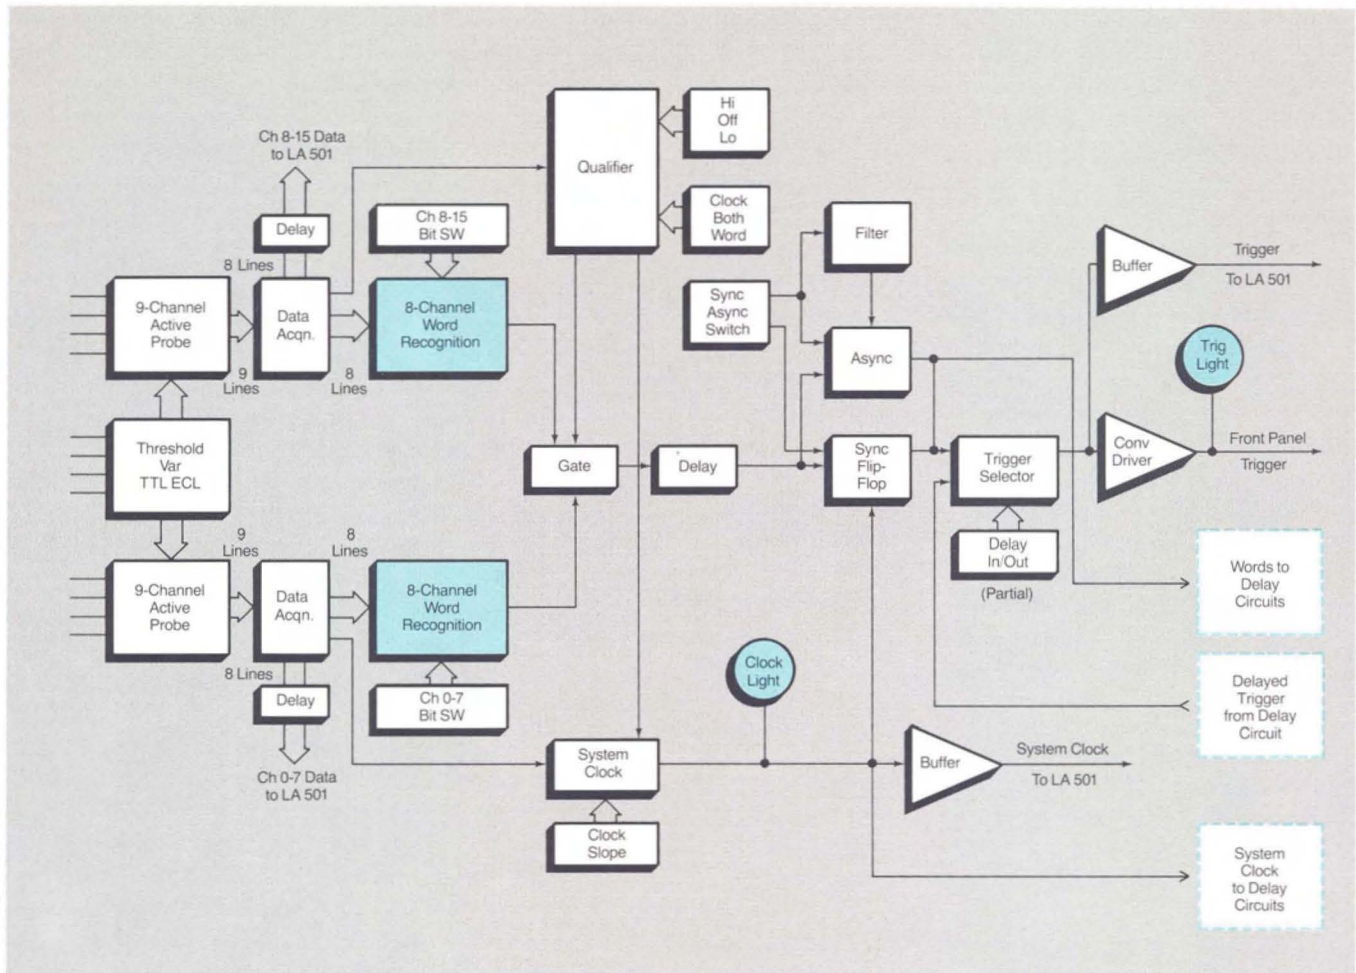 Ch 8-15 Data
to LA 501
Delay
8 Lines
9-Channel
Active
Probe
9
Lines
Data
Acqn.
8
Lines
Ch 8-15
Bit SW
8-Channel
Word
Recognition
Qualifier
Hi
Off
Lo
Clock
Both
Word
Sync
Async
Switch
Filter
Async
Buffer
Trigger
To LA 501
Trig
Light
Threshold
Var
TTL ECL
Gate
Delay
Sync
Flip-
Flop
Trigger
Selector
Conv
Driver
Front Panel
Trigger
Delay
In/Out
(Partial)
Words to
Delay
Circuits
9-Channel
Active
Probe
9
Lines
Data
Acqn.
8
Lines
8-Channel
Word
Recognition
8 Lines
Delay
Ch 0-7
Bit SW
Ch 0-7 Data
to LA 501
Clock
Light
Delayed
Trigger
from Delay
Circuit
System
Clock
Clock
Slope
Buffer
System Clock
To LA 501
System
Clock
to Delay
Circuits